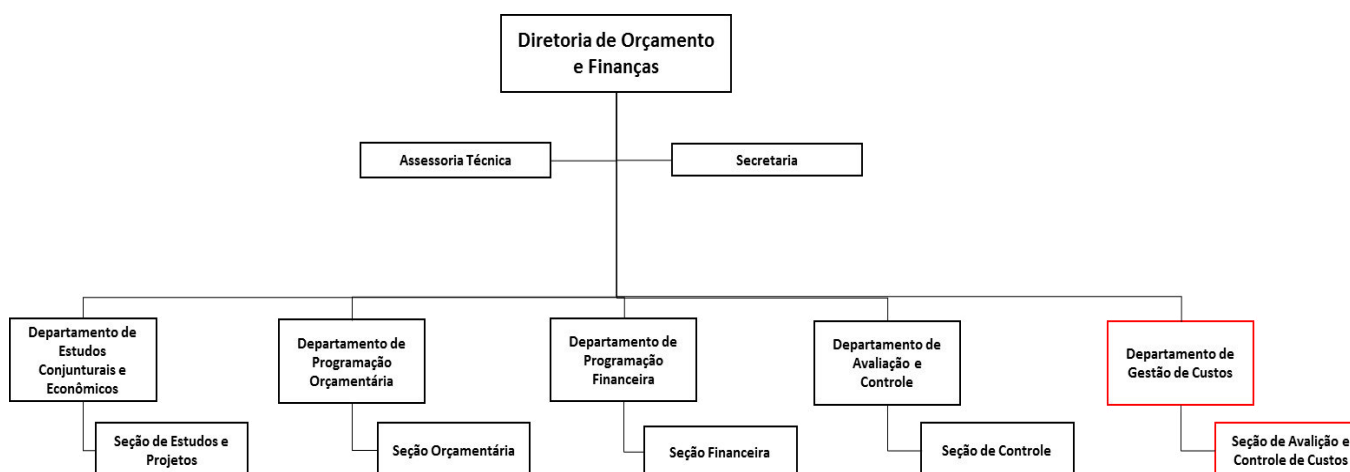 Diretoria de Orçamento
e Finanças
Assessoria Técnica
Secretaria
Departamento de
Estudos
Conjunturais e
Econômicos
Departamento de
Programação
Orçamentária
Departamento de
Programação
Financeira
Departamento de
Avaliação e
Controle
Departamento de
Gestão de Custos
Seção de Estudos e
Projetos
Seção Orçamentária
Seção Financeira
Seção de Controle
Seção de Avalição e
Controle de Custos